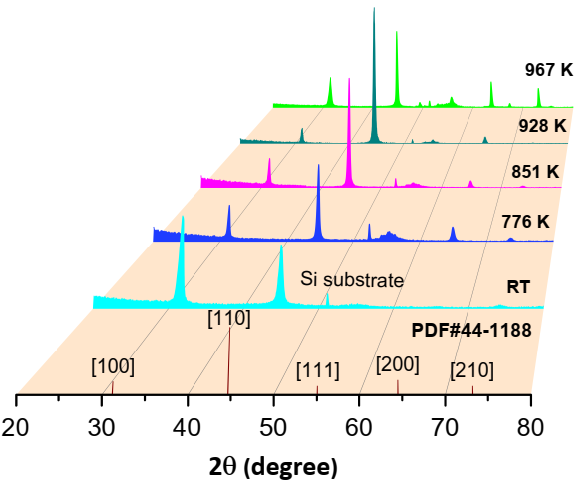 967 K
928 K
851 K
776 K
Si substrate
RT
[110]
PDF#44-1188
[100]
[111]
[200]
[210]
20 30 40 50 60 70 80
2θ (degree)